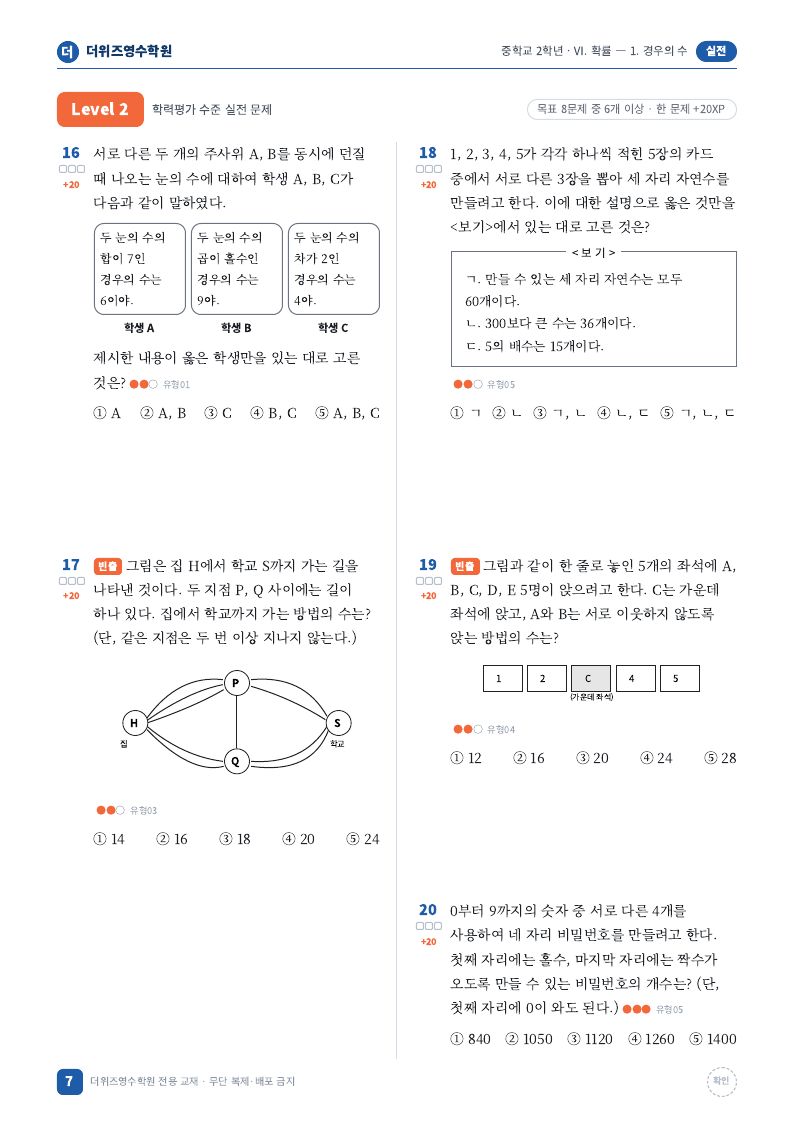 더 더위즈영수학원
중학교 2학년 · VI. 확률 — 1. 경우의 수 실전
Level 2 학력평가 수준 실전 문제
목표 8문제 중 6개 이상 · 한 문제 +20XP
16 서로 다른 두 개의 주사위 A, B를 동시에 던질
+20 때 나오는 눈의 수에 대하여 학생 A, B, C가
다음과 같이 말하였다.
두 눈의 수의
합이 7인
경우의 수는
6이야.
학생 A
두 눈의 수의
곱이 홀수인
경우의 수는
9야.
학생 B
두 눈의 수의
차가 2인
경우의 수는
4야.
학생 C
제시한 내용이 옳은 학생만을 있는 대로 고른
것은? 유형01
① A ② A, B ③ C ④ B, C ⑤ A, B, C
17 빈출 그림은 집 H에서 학교 S까지 가는 길을
+20 나타낸 것이다. 두 지점 P, Q 사이에는 길이
하나 있다. 집에서 학교까지 가는 방법의 수는?
(단, 같은 지점은 두 번 이상 지나지 않는다.)
P
H S
집 학교
Q
유형03
① 14 ② 16 ③ 18 ④ 20 ⑤ 24
18 1, 2, 3, 4, 5가 각각 하나씩 적힌 5장의 카드
+20 중에서 서로 다른 3장을 뽑아 세 자리 자연수를
만들려고 한다. 이에 대한 설명으로 옳은 것만을
<보기>에서 있는 대로 고른 것은?
< 보 기 >
ㄱ. 만들 수 있는 세 자리 자연수는 모두
60개이다.
ㄴ. 300보다 큰 수는 36개이다.
ㄷ. 5의 배수는 15개이다.
유형05
① ㄱ ② ㄴ ③ ㄱ, ㄴ ④ ㄴ, ㄷ ⑤ ㄱ, ㄴ, ㄷ
19 빈출 그림과 같이 한 줄로 놓인 5개의 좌석에 A,
+20 B, C, D, E 5명이 앉으려고 한다. C는 가운데
좌석에 앉고, A와 B는 서로 이웃하지 않도록
앉는 방법의 수는?
1 2 C 4 5
(가운데 좌석)
유형04
① 12 ② 16 ③ 20 ④ 24 ⑤ 28
20 0부터 9까지의 숫자 중 서로 다른 4개를
+20 사용하여 네 자리 비밀번호를 만들려고 한다.
첫째 자리에는 홀수, 마지막 자리에는 짝수가
오도록 만들 수 있는 비밀번호의 개수는? (단,
첫째 자리에 0이 와도 된다.) 유형05
① 840 ② 1050 ③ 1120 ④ 1260 ⑤ 1400
7 더위즈영수학원 전용 교재 · 무단 복제·배포 금지
확인